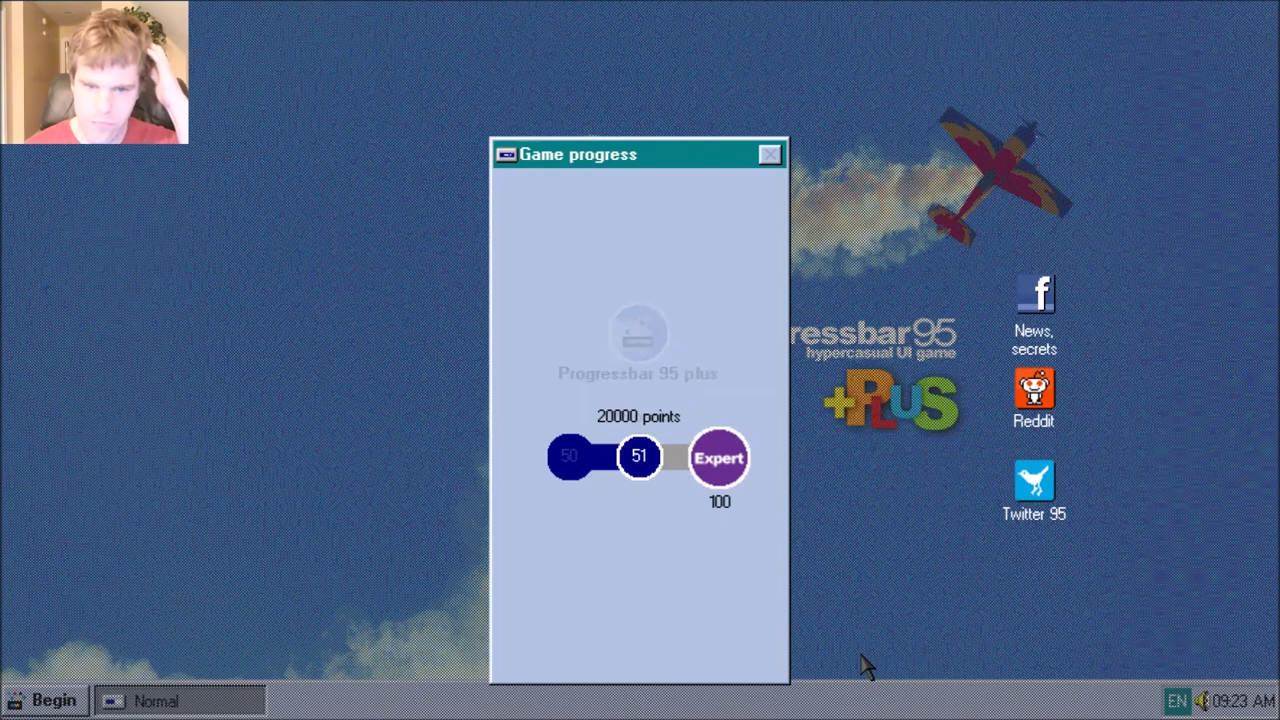 Game progress
ressbar95
hypercasual UI game
+PLUS
News,
secrets
Reddit
Twitter 95
Progressbar 95 plus
20000 points
50
51
Expert
100
Begin
Normal
EN
09:23 AM